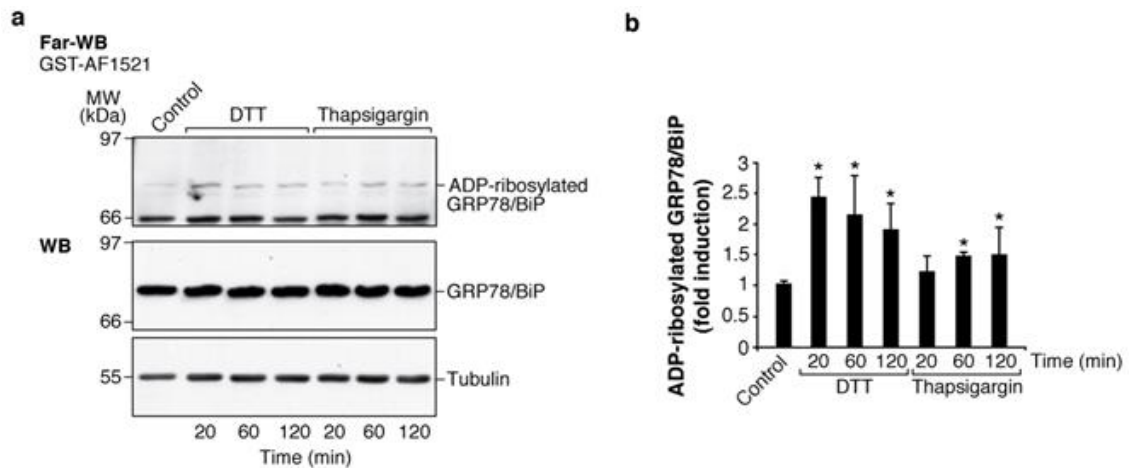 a
Far-WB
GST-AF1521
MW
(kDa)
Control
DTT
Thapsigargin
97
66
ADP-ribosylated
GRP78/BiP
WB
97
66
GRP78/BiP
55
Tubulin
20 60 120 20 60 120
Time (min)
b
ADP-ribosylated GRP78/BiP
(fold induction)
3
2.5
2
1.5
1
0.5
0
* * * * *
Control
20 60 120 20 60 120 Time (min)
DTT Thapsigargin